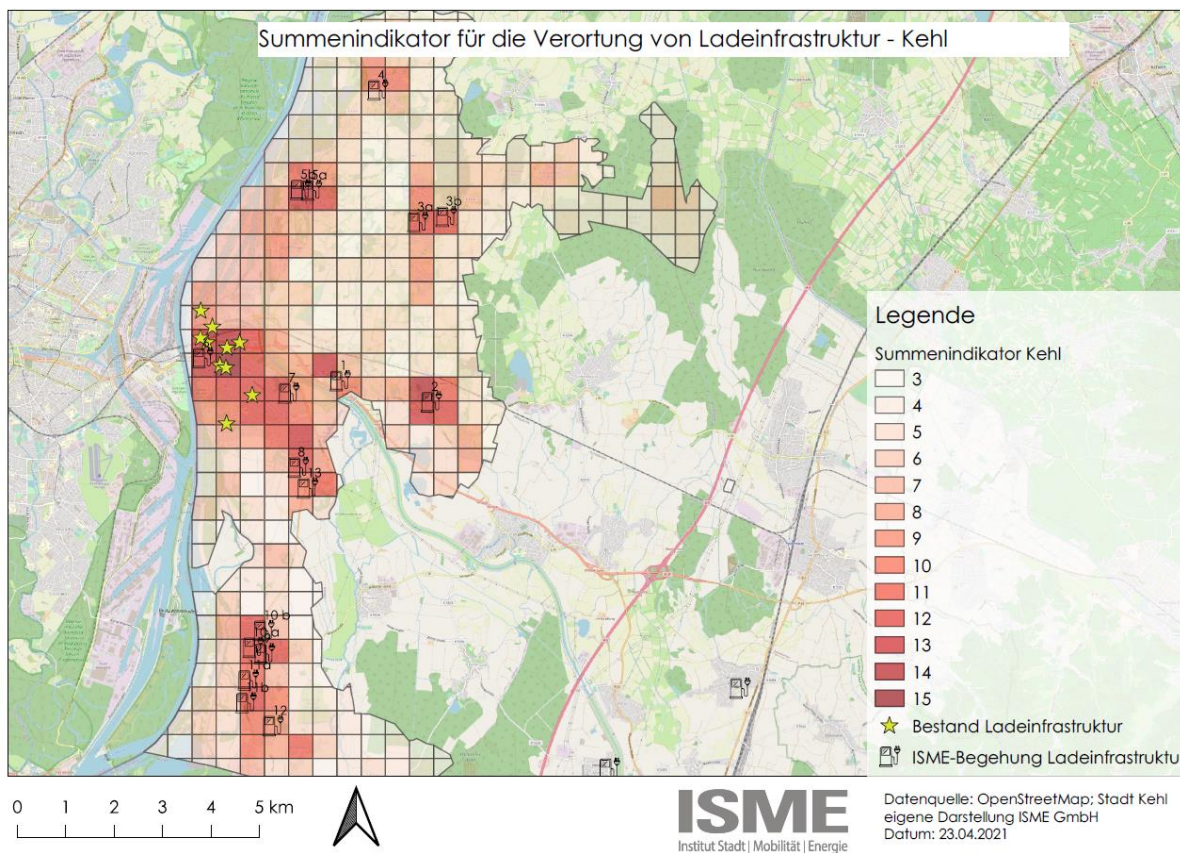 Summenindikator für die Verortung von Ladeinfrastruktur - Kehl
4
5b 5a
3a
3b
1
2
7
8
13
10 b
10 a
12
Legende
Summenindikator Kehl
3
4
5
6
7
8
9
10
11
12
13
14
15
Bestand Ladeinfrastruktur
ISME-Begehung Ladeinfrastruktu
0 1 2 3 4 5 km
ISME
Institut Stadt | Mobilität | Energie
Datenquelle: OpenStreetMap; Stadt Kehl
eigene Darstellung ISME GmbH
Datum: 23.04.2021